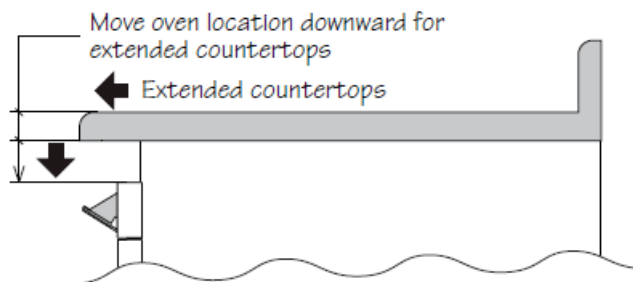 Move oven location downward for
extended countertops
Extended countertops